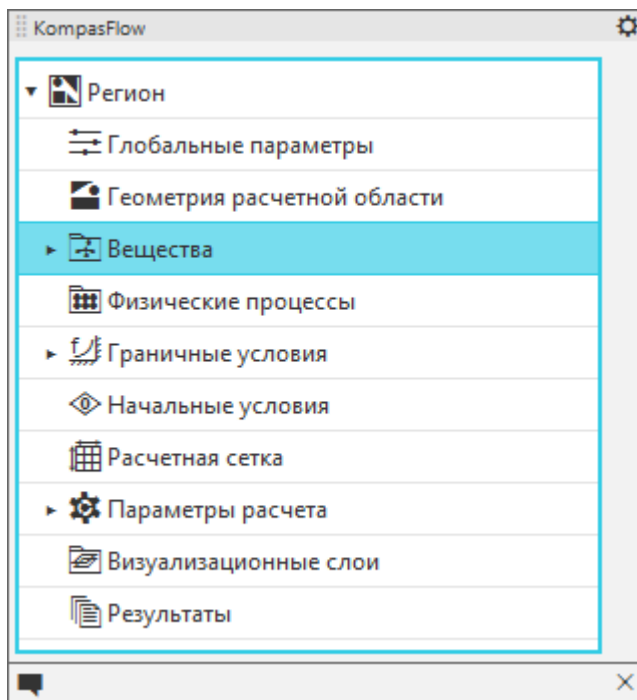 KompasFlow
Регион
Глобальные параметры
Геометрия расчетной области
Вещества
Физические процессы
Граничные условия
Начальные условия
Расчетная сетка
Параметры расчета
Визуализационные слои
Результаты